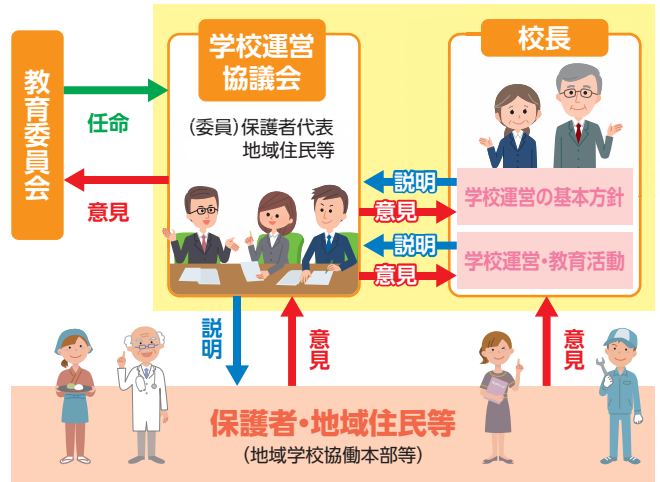 教育委員会
任命
意見
学校運営
協議会
(委員)保護者代表
地域住民等
校長
説明
意見
学校運営の基本方針
説明
意見
学校運営・教育活動
説明
意見
意見
保護者・地域住民等
(地域学校協働本部等)